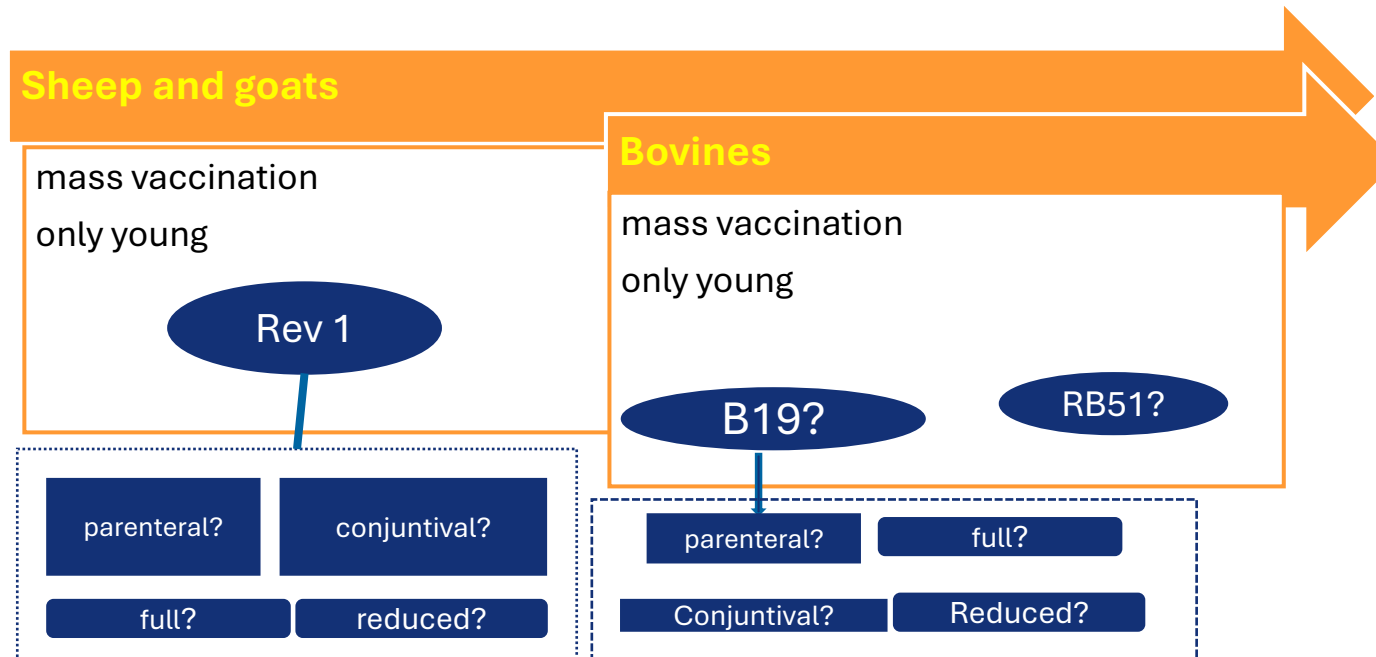 Sheep and goats
mass vaccination
only young
Rev 1
parenteral?
conjuntival?
full?
reduced?
Bovines
mass vaccination
only young
B19?
RB51?
parenteral?
full?
Conjuntival?
Reduced?